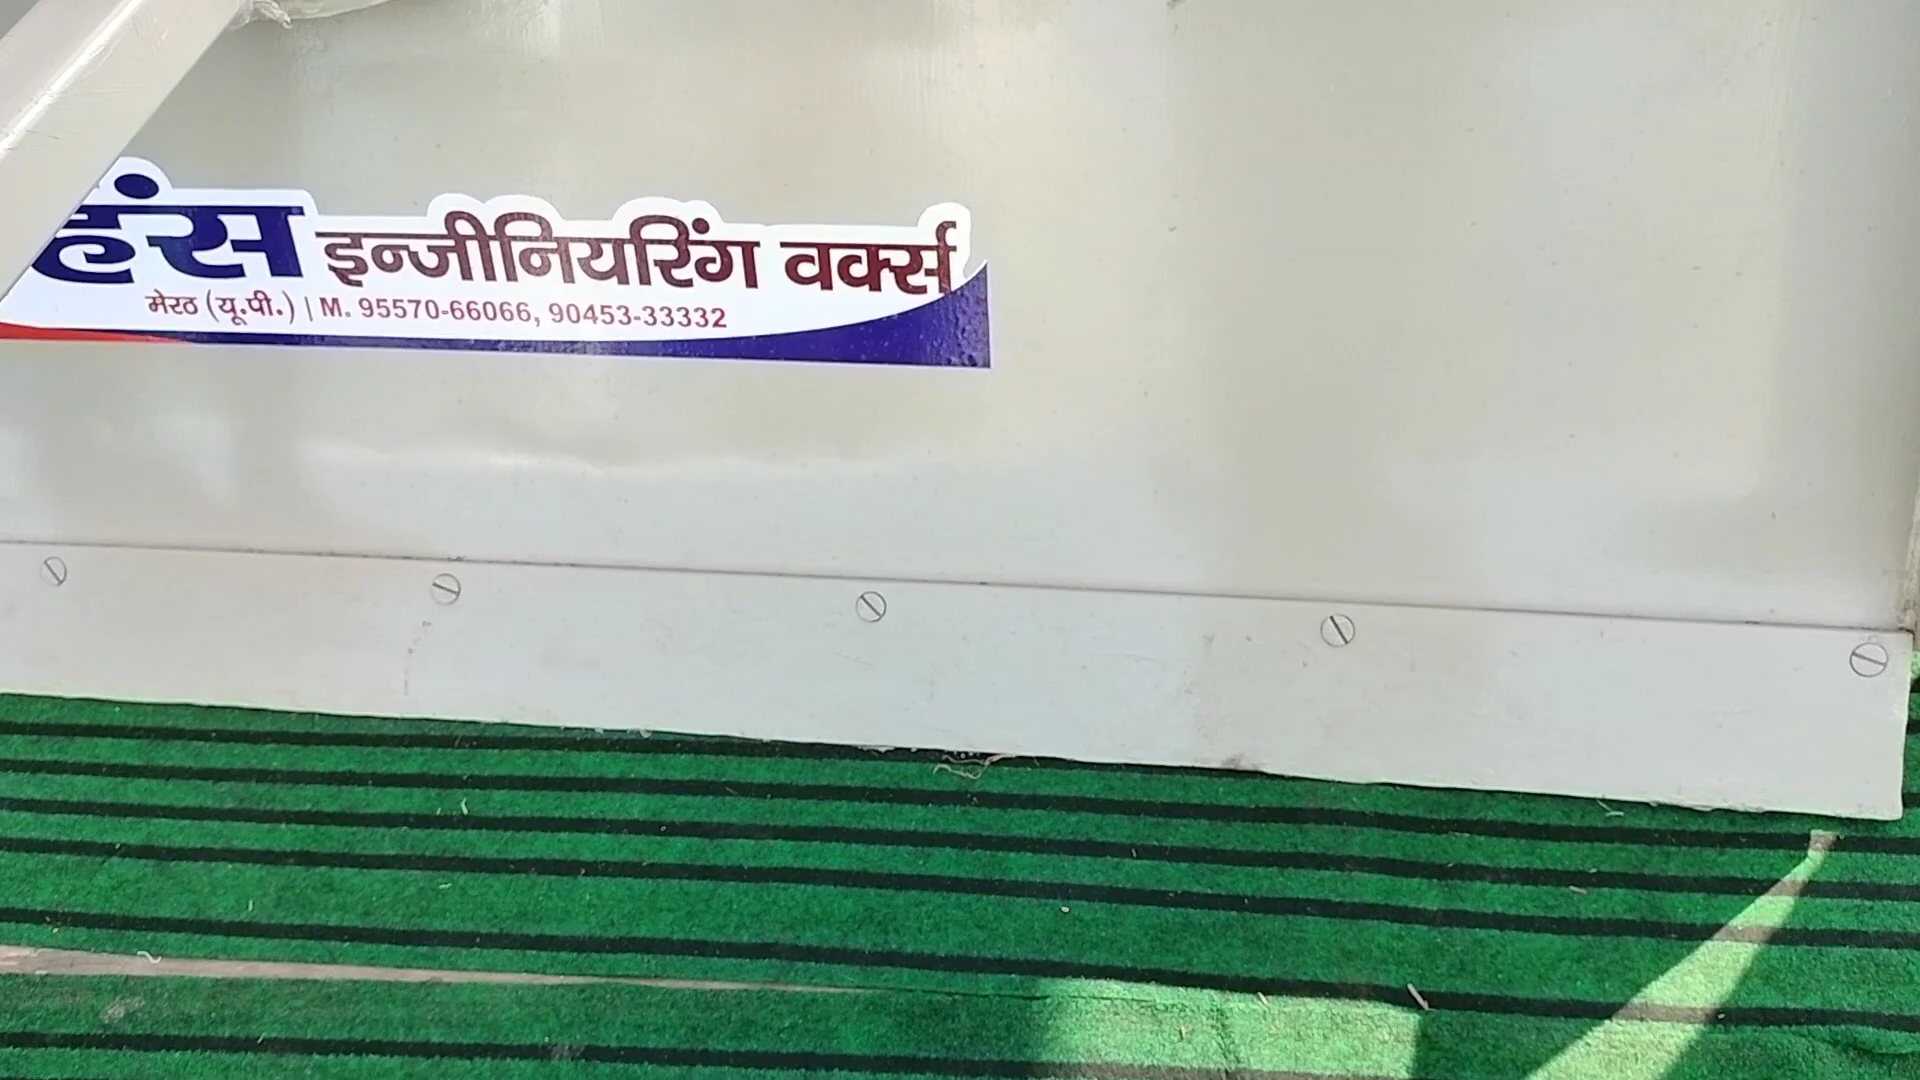 हंस इन्जीनियरिंग वर्क्स
मेरठ (यू.पी.) | M. 95570-66066, 90453-33332